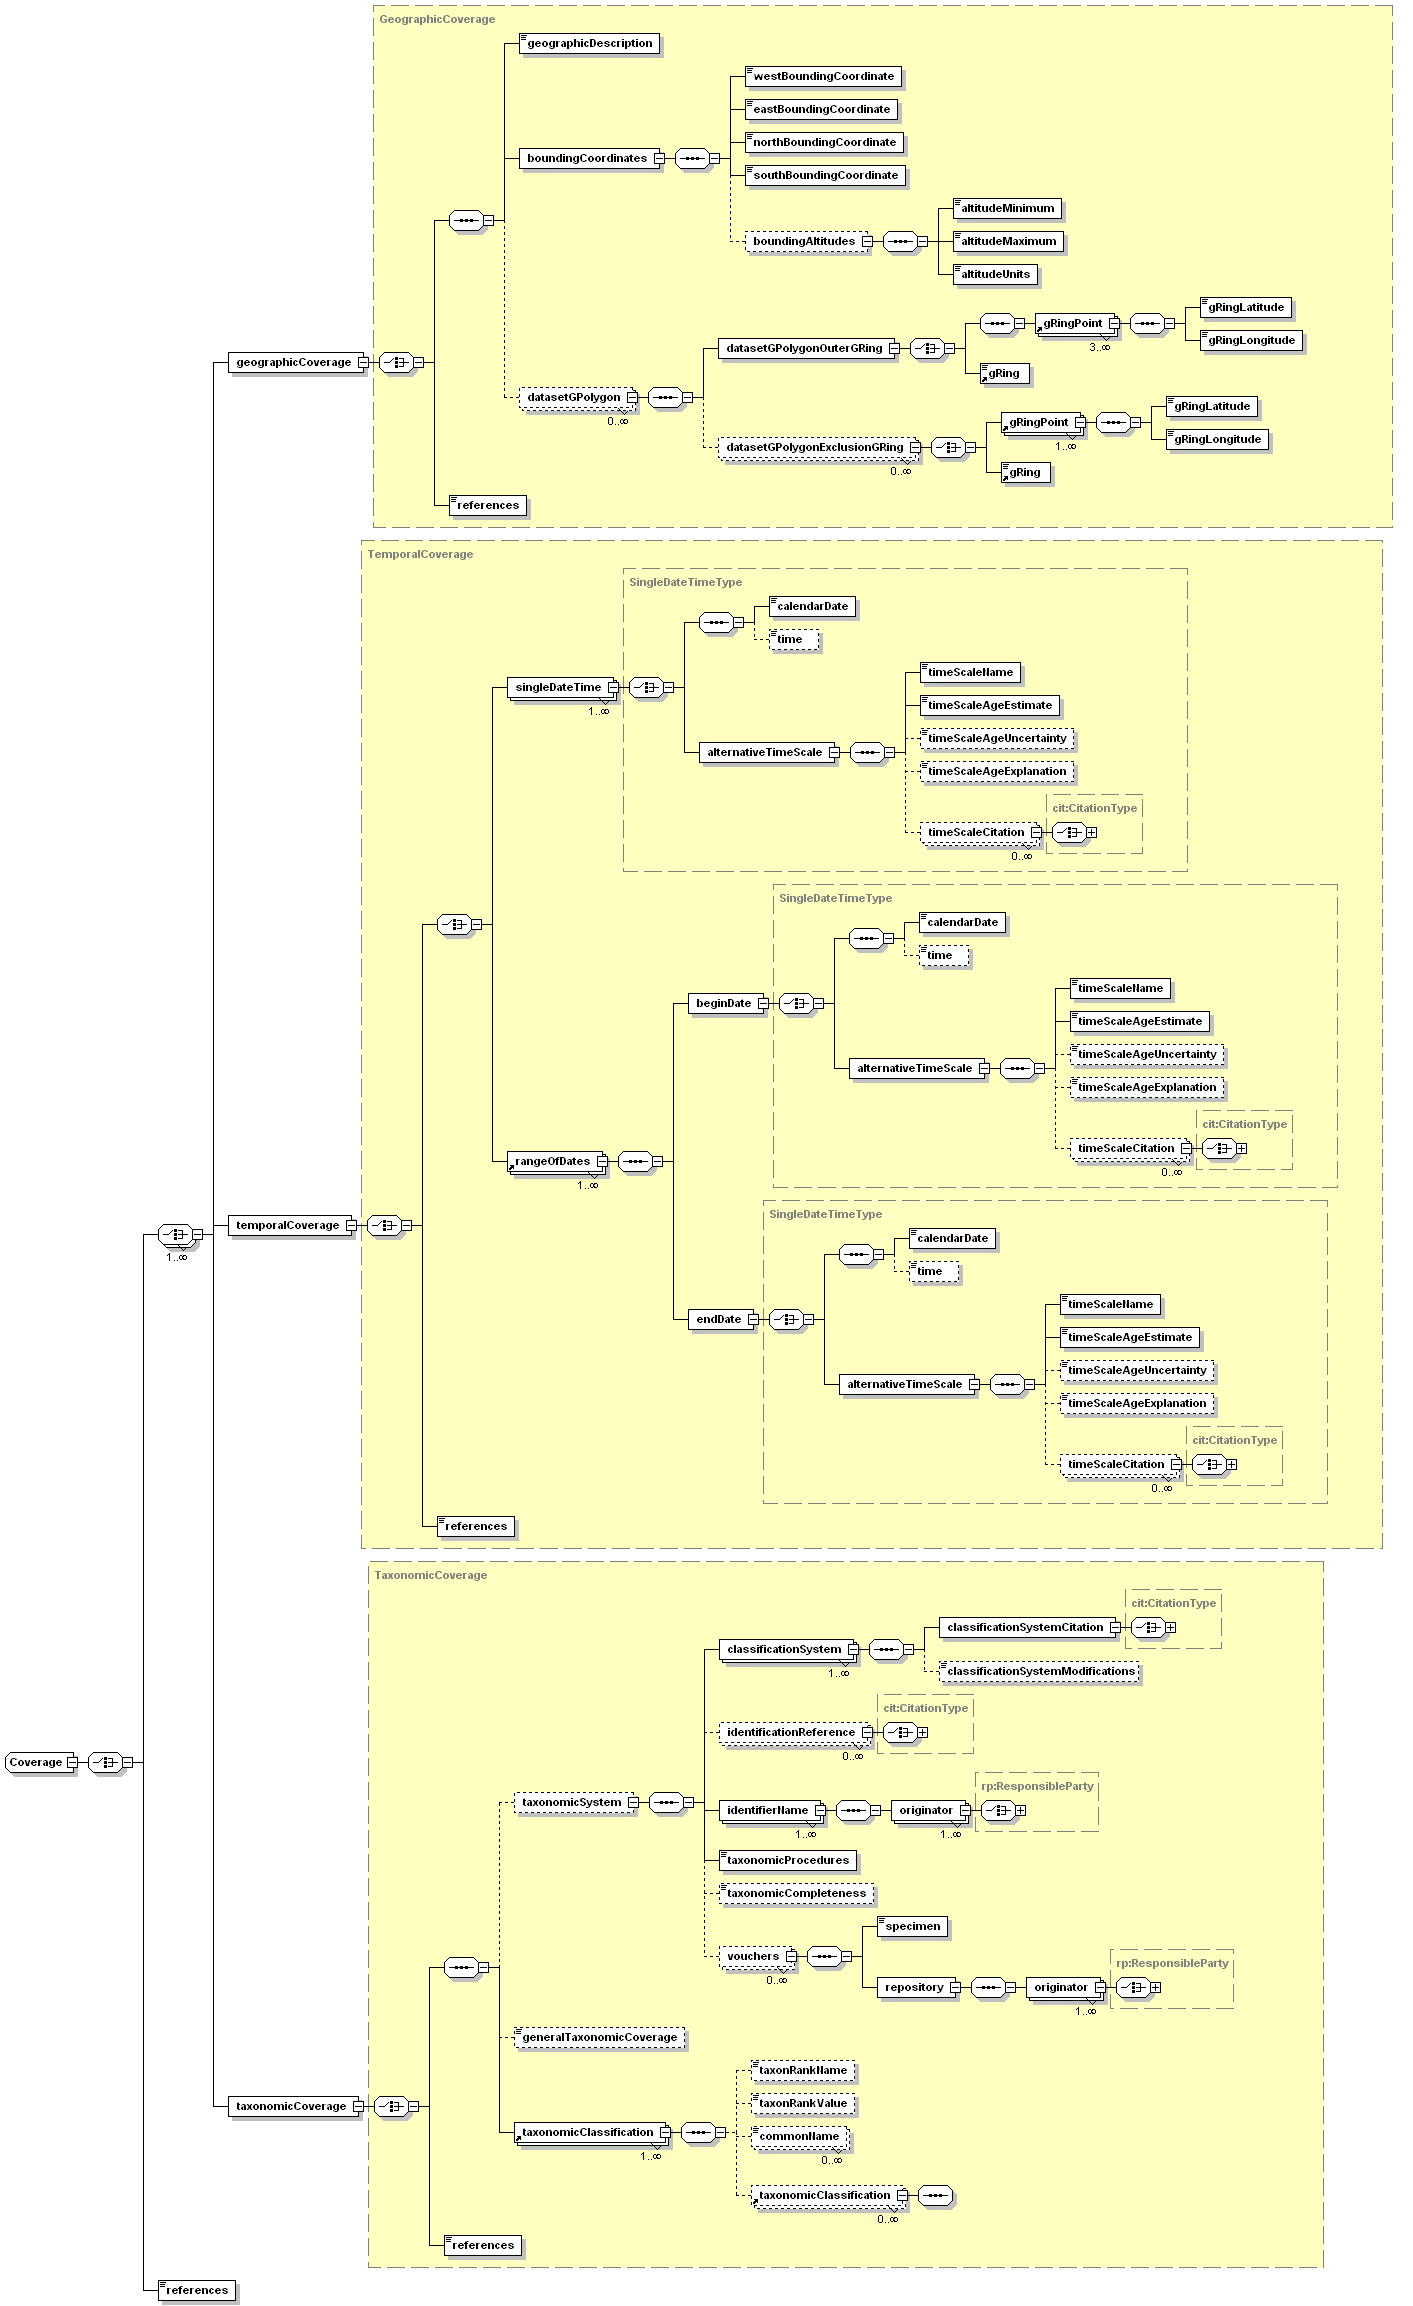 GeographicCoverage
geographicDescription
westBoundingCoordinate
eastBoundingCoordinate
northBoundingCoordinate
boundingCoordinates
southBoundingCoordinate
altitudeMinimum
boundingAltitudes
altitudeMaximum
altitudeUnits
gRingLatitude
gRingPoint
3..∞
gRingLongitude
datasetGPolygonOuterGRing
geographicCoverage
gRing
datasetGPolygon
0..∞
gRingLatitude
gRingPoint
1..∞
gRingLongitude
datasetGPolygonExclusionGRing
0..∞
gRing
references
TemporalCoverage
SingleDateTimeType
calendarDate
time
timeScaleName
singleDateTime
1..∞
timeScaleAgeEstimate
timeScaleAgeUncertainty
alternativeTimeScale
timeScaleAgeExplanation
cit:CitationType
timeScaleCitation
0..∞
SingleDateTimeType
calendarDate
time
timeScaleName
beginDate
timeScaleAgeEstimate
timeScaleAgeUncertainty
alternativeTimeScale
timeScaleAgeExplanation
cit:CitationType
timeScaleCitation
0..∞
rangeOfDates
1..∞
SingleDateTimeType
temporalCoverage
1..∞
calendarDate
time
timeScaleName
endDate
timeScaleAgeEstimate
timeScaleAgeUncertainty
alternativeTimeScale
timeScaleAgeExplanation
cit:CitationType
timeScaleCitation
0..∞
references
TaxonomicCoverage
cit:CitationType
classificationSystemCitation
classificationSystem
1..∞
classificationSystemModifications
cit:CitationType
identificationReference
0..∞
Coverage
rp:ResponsibleParty
taxonomicSystem
identifierName
1..∞
originator
1..∞
taxonomicProcedures
taxonomicCompleteness
specimen
vouchers
0..∞
rp:ResponsibleParty
repository
originator
1..∞
generalTaxonomicCoverage
taxonRankName
taxonomicCoverage
taxonRankValue
taxonomicClassification
1..∞
commonName
0..∞
taxonomicClassification
0..∞
references
references